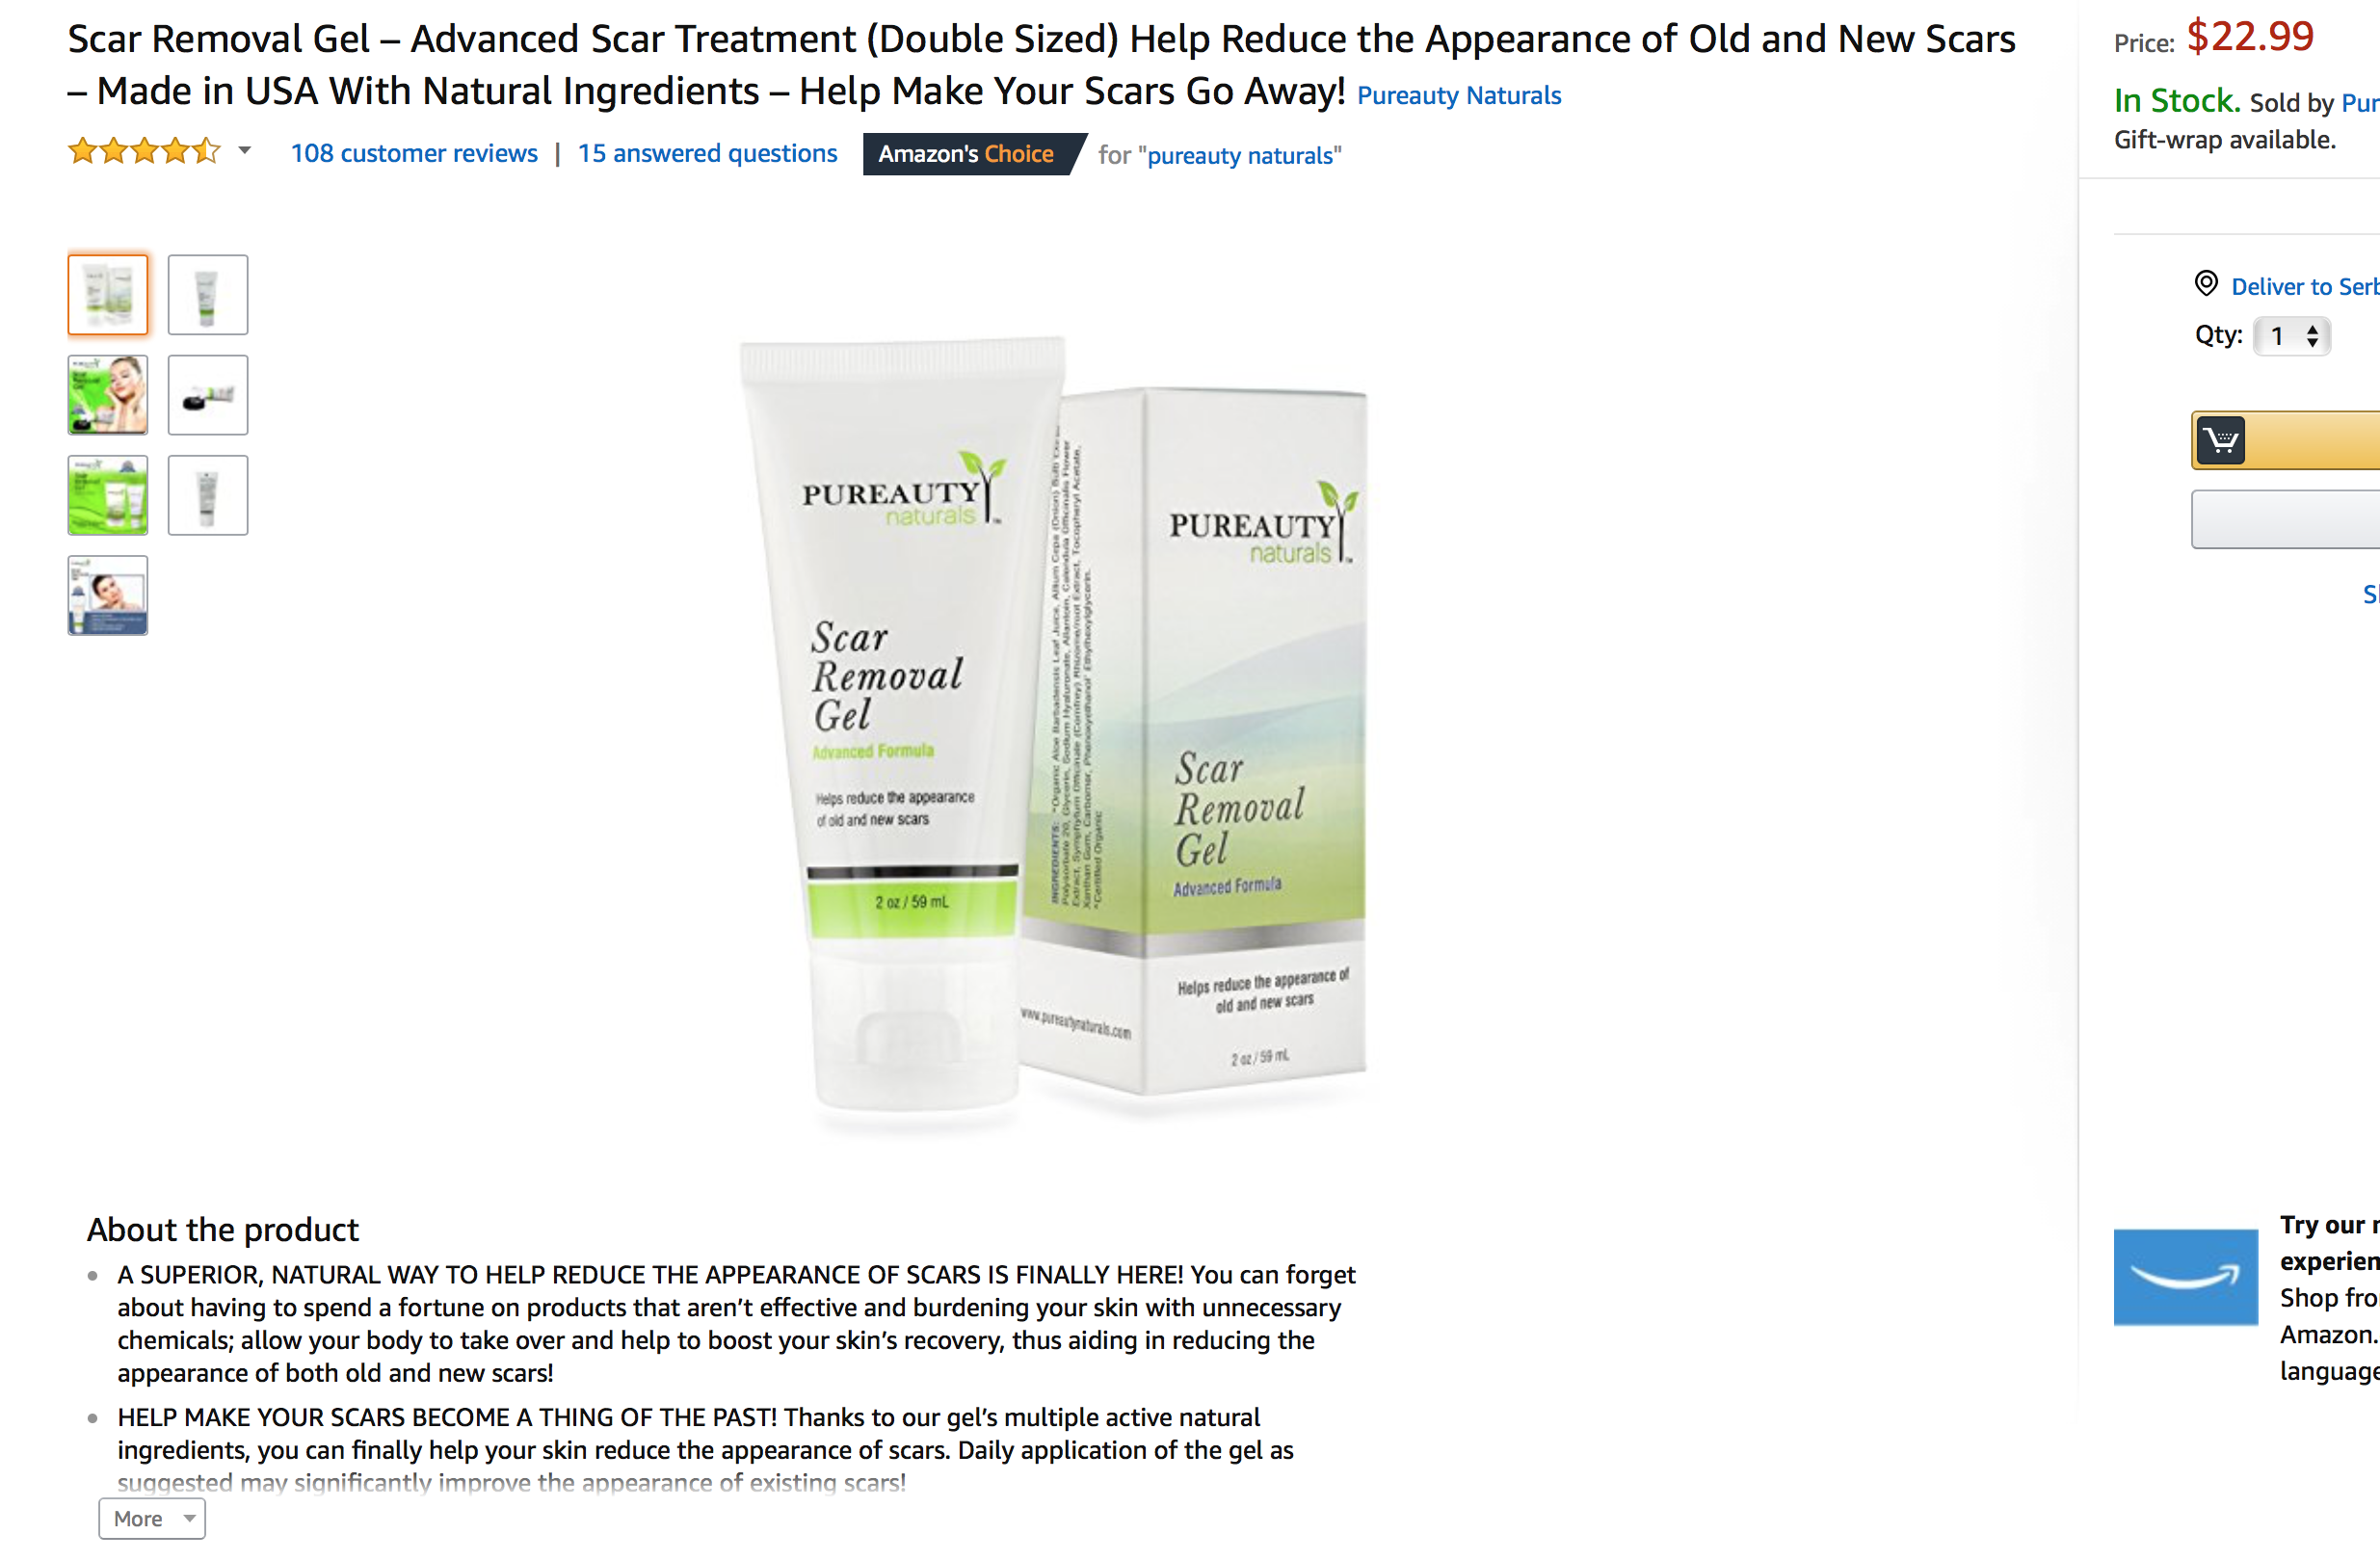 Scar Removal Gel – Advanced Scar Treatment (Double Sized) Help Reduce the Appearance of Old and New Scars
– Made in USA With Natural Ingredients – Help Make Your Scars Go Away! Pureauty Naturals
108 customer reviews | 15 answered questions Amazon's Choice for "pureauty naturals"
Price: $22.99
In Stock. Sold by Pur
Gift-wrap available.
Deliver to Serb
Qty: 1
PUREAUTY
naturals
Scar
Removal
Gel
Advanced Formula
Helps reduce the appearance
of old and new scars
2 oz / 59 mL
INGREDIENTS: *Organic Aloe Barbadensis Leaf Juice, Allium Cepa (Onion) Bulb
Polysorbate 20, Glycerin, Sodium Hyaluronate, Allantoin, Calendula Officinalis Flower
Extract, Symphytum Officinale (Comfrey) Rhizome/root Extract, Tocopheryl Acetate,
Xanthan Gum, Carbomer, Phenoxyethanol, Ethylhexylglycerin.
*Certified Organic
www.pureautynaturals.com
PUREAUTY
naturals
Scar
Removal
Gel
Advanced Formula
Helps reduce the appearance of
old and new scars
2 oz / 59 mL
About the product
A SUPERIOR, NATURAL WAY TO HELP REDUCE THE APPEARANCE OF SCARS IS FINALLY HERE! You can forget
about having to spend a fortune on products that aren’t effective and burdening your skin with unnecessary
chemicals; allow your body to take over and help to boost your skin’s recovery, thus aiding in reducing the
appearance of both old and new scars!
HELP MAKE YOUR SCARS BECOME A THING OF THE PAST! Thanks to our gel’s multiple active natural
ingredients, you can finally help your skin reduce the appearance of scars. Daily application of the gel as
suggested may significantly improve the appearance of existing scars!
More
Try our
experien
Shop fro
Amazon.
language